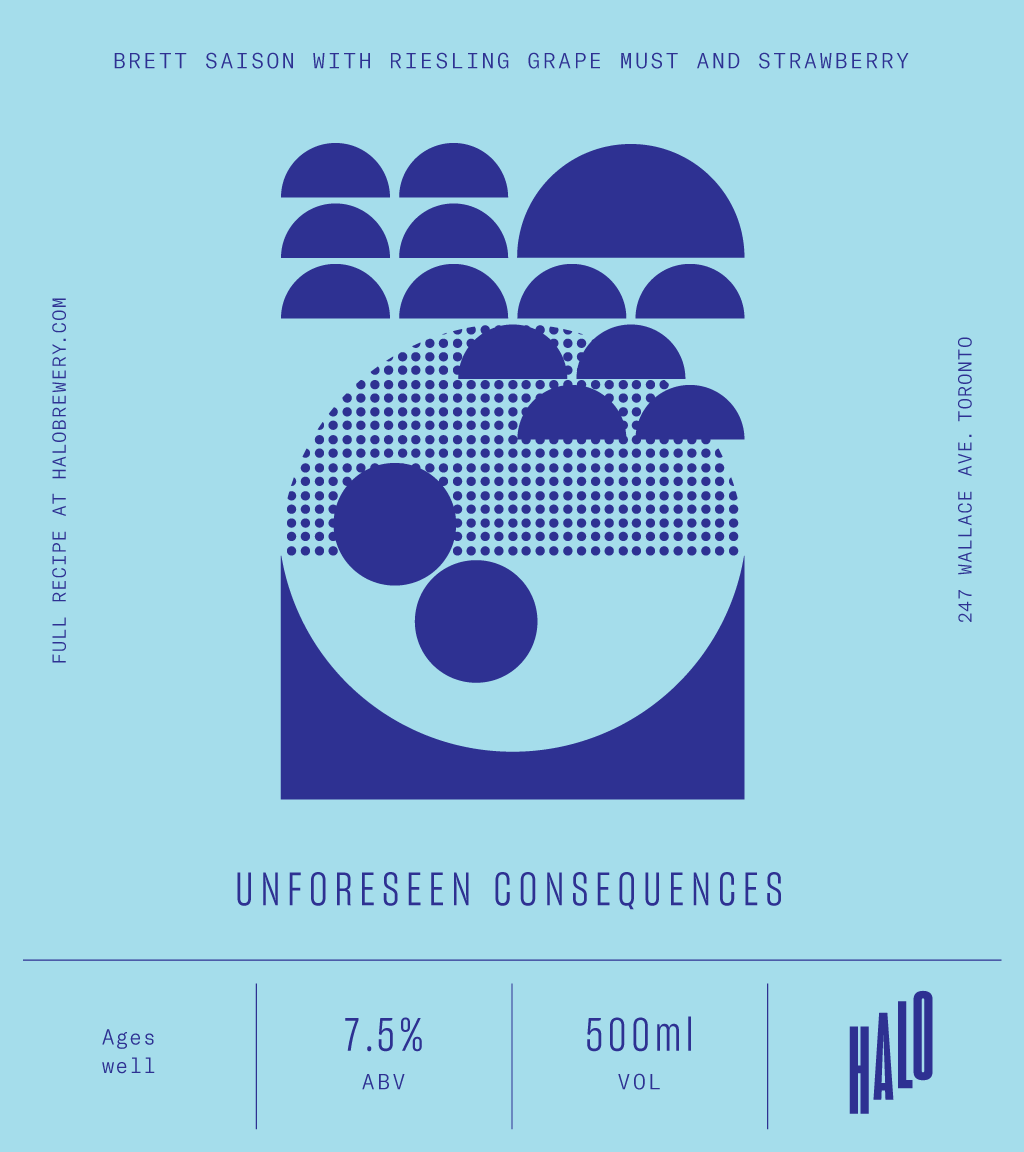 BRETT SAISON WITH RIESLING GRAPE MUST AND STRAWBERRY
FULL RECIPE AT HALOBREWERY.COM
247 WALLACE AVE. TORONTO
UNFORESEEN CONSEQUENCES
Ages
well
7.5%
ABV
500ml
VOL
HALO